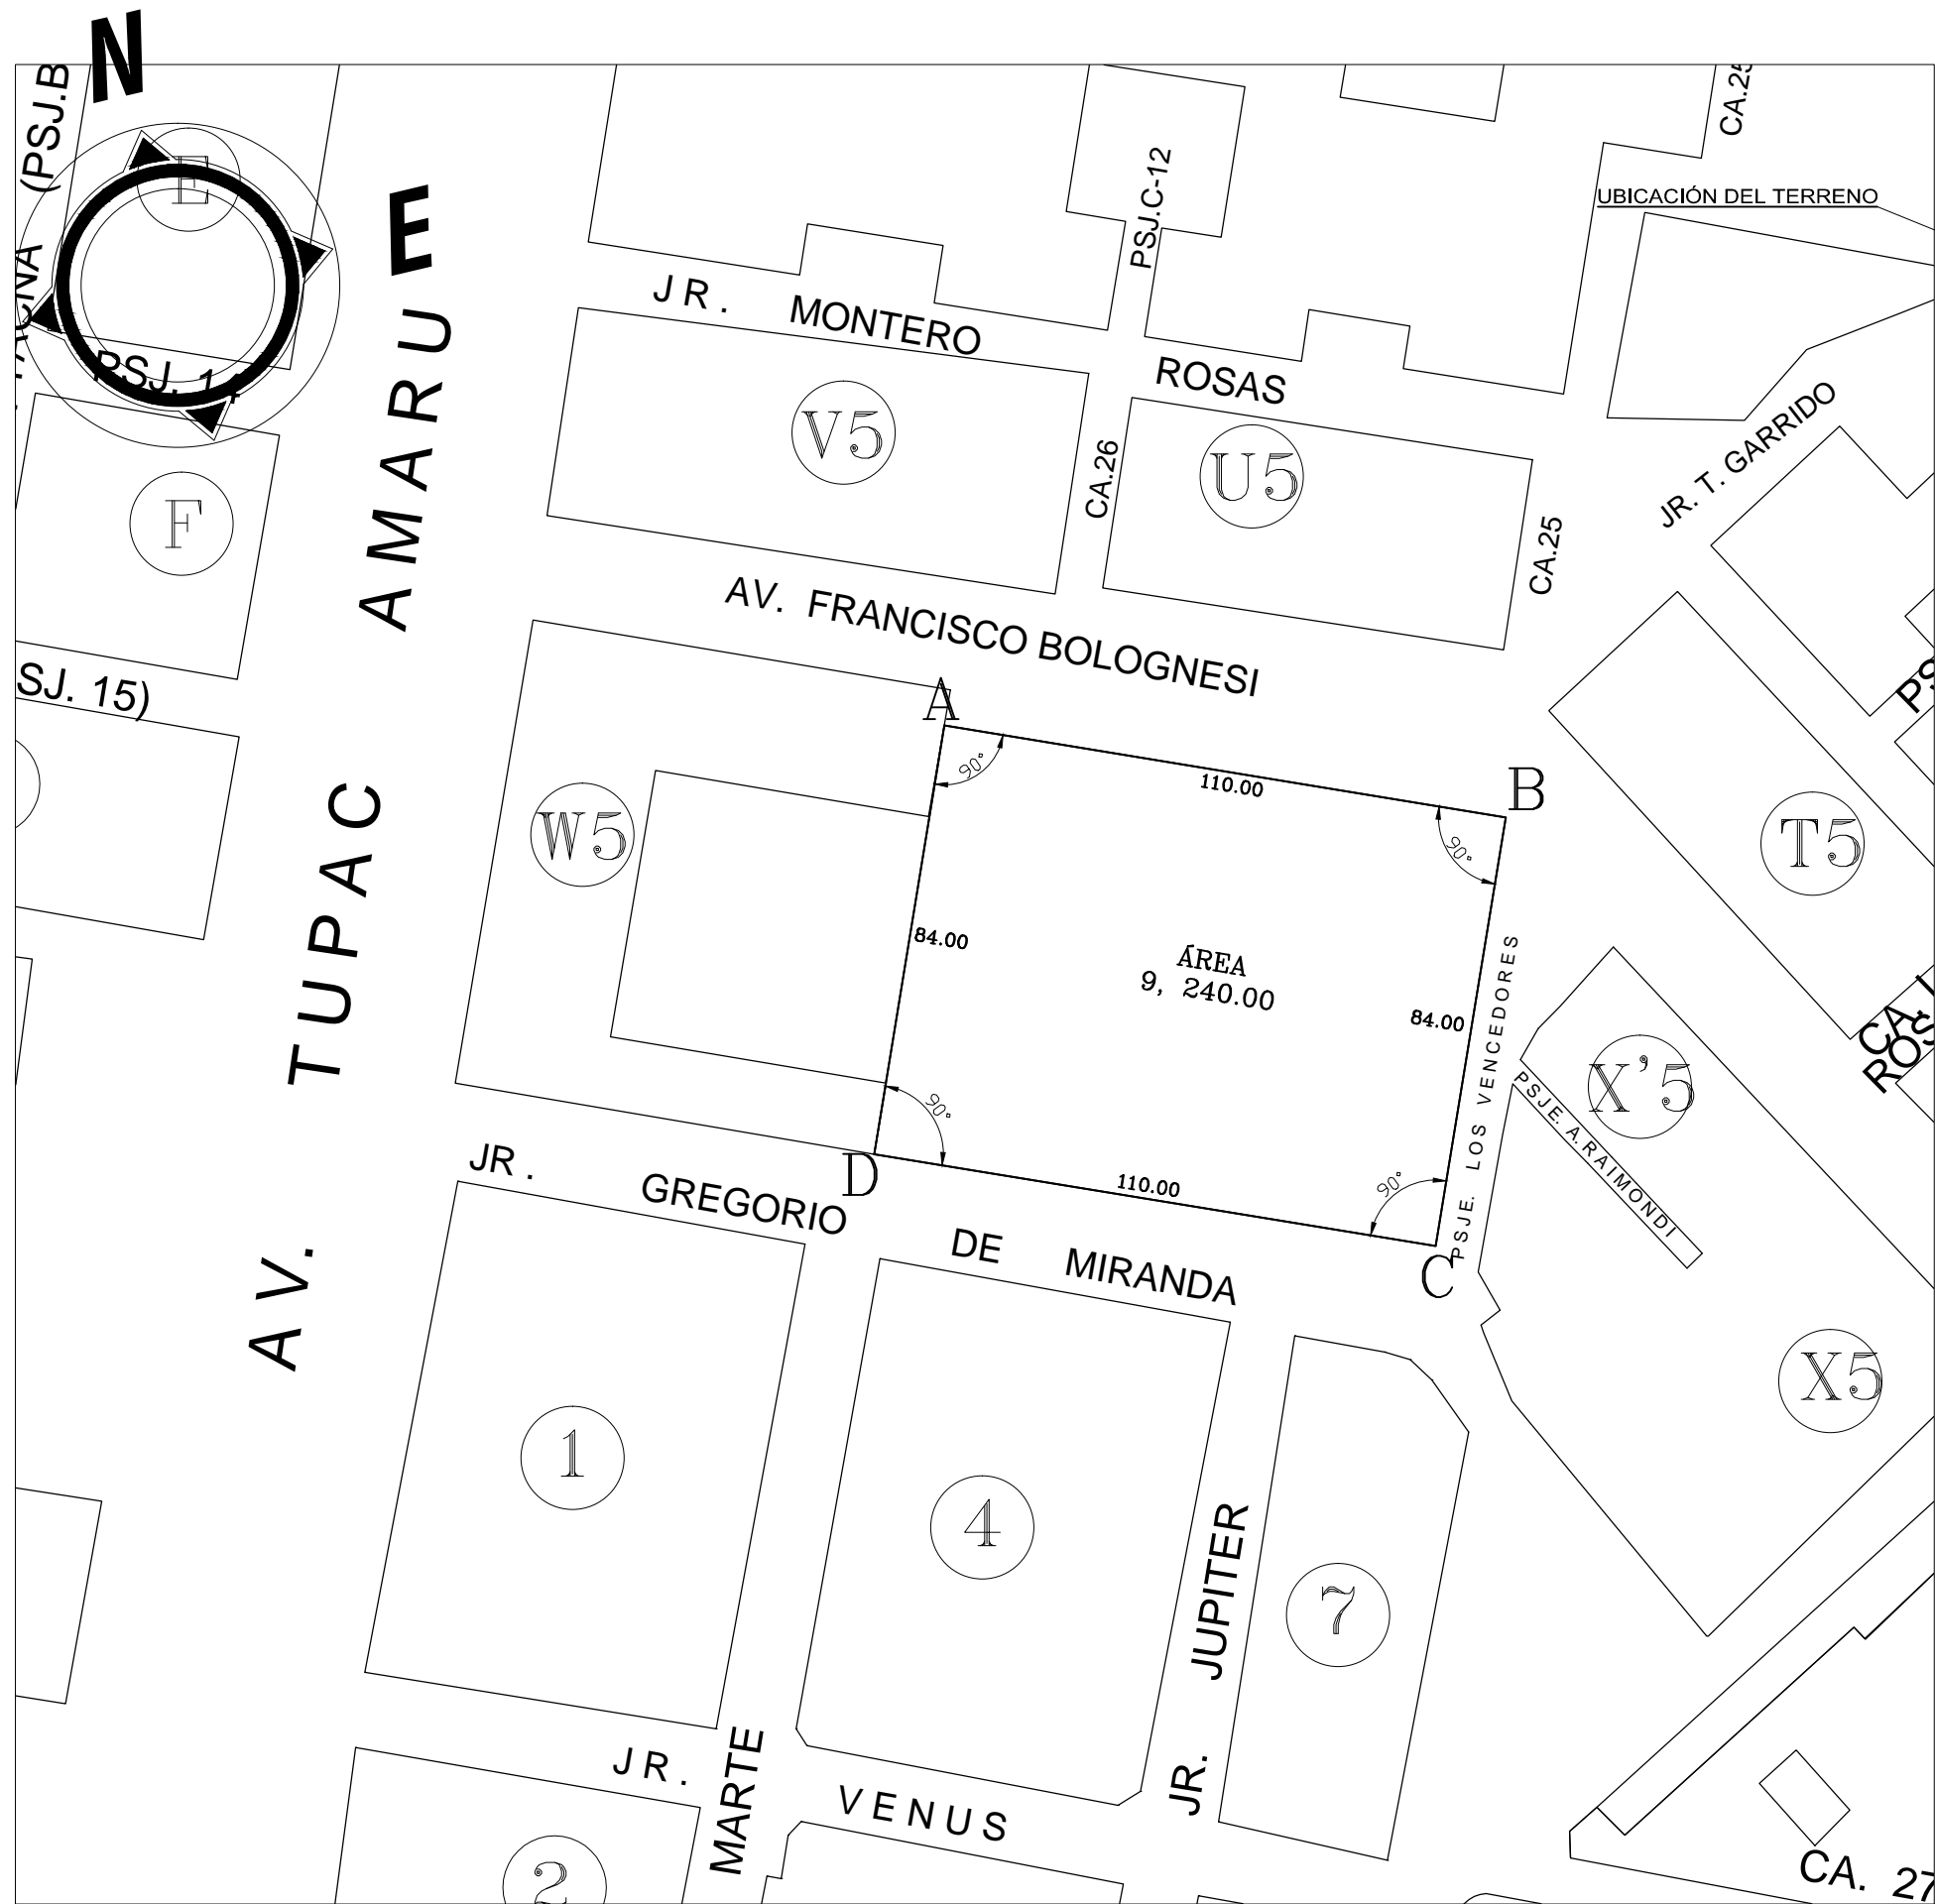 N
E
(PSJ.B
E
PSJ. 14
F
SJ. 15)
AV. TUPAC AMARU
JR. MONTERO ROSAS
PSJ.C-12
CA.25
UBICACIÓN DEL TERRENO
V5
CA.26
U5
CA.25
JR. T. GARRIDO
AV. FRANCISCO BOLOGNESI
W5
A
B
C
D
90°
90°
90°
90°
110.00
84.00
ÁREA
9, 240.00
84.00
110.00
T5
PSJE. LOS VENCEDORES
PSJE. A.RAIMONDI
X'5
X5
JR. GREGORIO DE MIRANDA
1
4
7
2
JR. JUPITER
MARTE
JR. VENUS
CA. 27